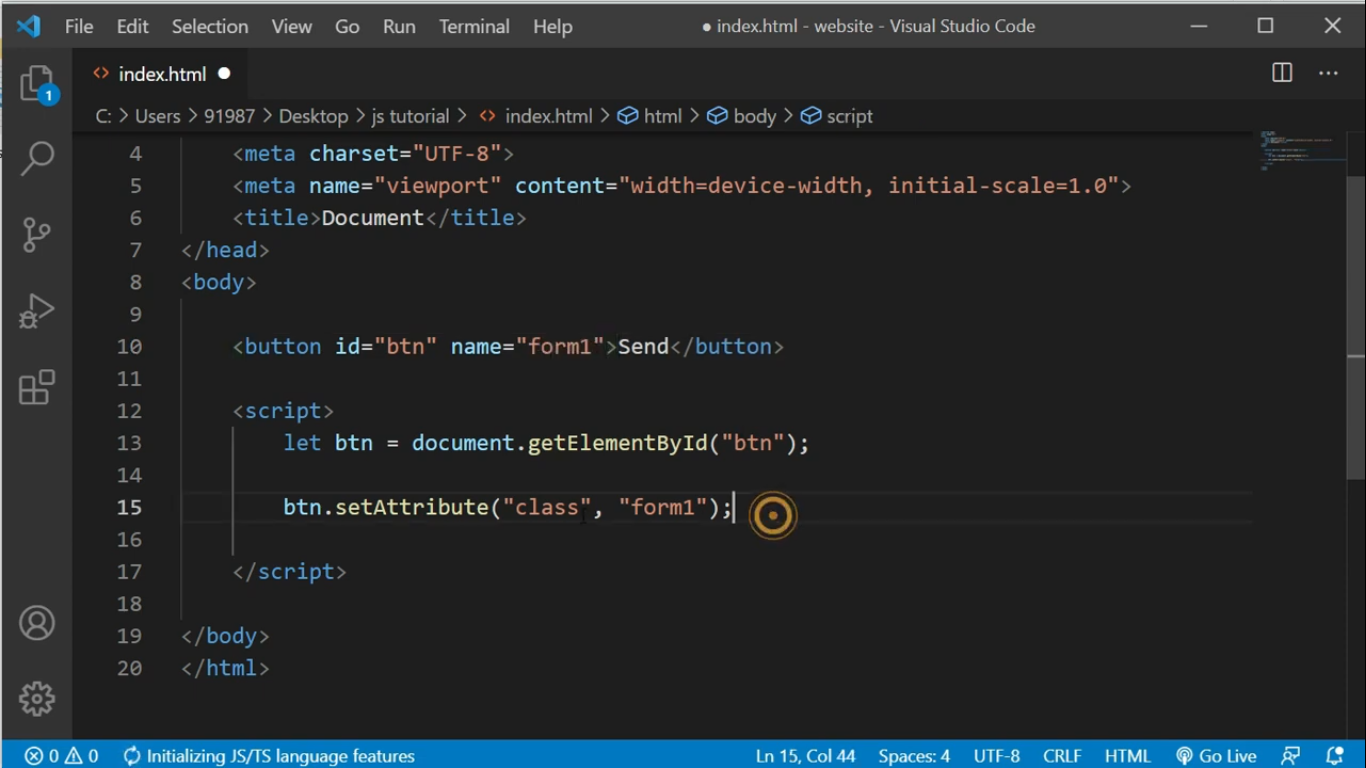 File Edit Selection View Go Run Terminal Help ● index.html - website - Visual Studio Code
1
<> index.html ●
C: > Users > 91987 > Desktop > js tutorial > <> index.html > html > body > script
4 <meta charset="UTF-8">
5 <meta name="viewport" content="width=device-width, initial-scale=1.0">
6 <title>Document</title>
7 </head>
8 <body>
9
10 <button id="btn" name="form1">Send</button>
11
12 <script>
13 let btn = document.getElementById("btn");
14
15 btn.setAttribute("class", "form1");
16
17 </script>
18
19 </body>
20 </html>
0 0 Initializing JS/TS language features Ln 15, Col 44 Spaces: 4 UTF-8 CRLF HTML Go Live